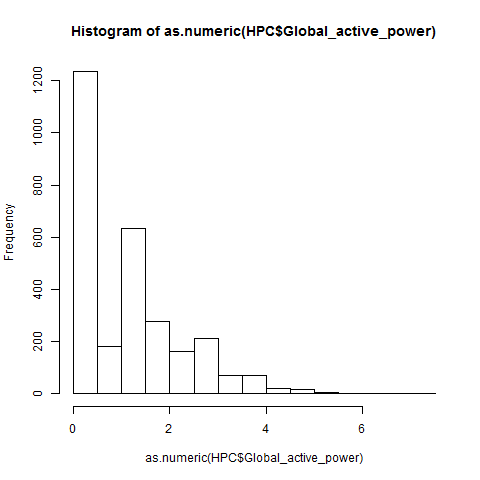 Histogram of as.numeric(HPC$Global_active_power)
Frequency
1200
1000
800
600
400
200
0
0 2 4 6
as.numeric(HPC$Global_active_power)